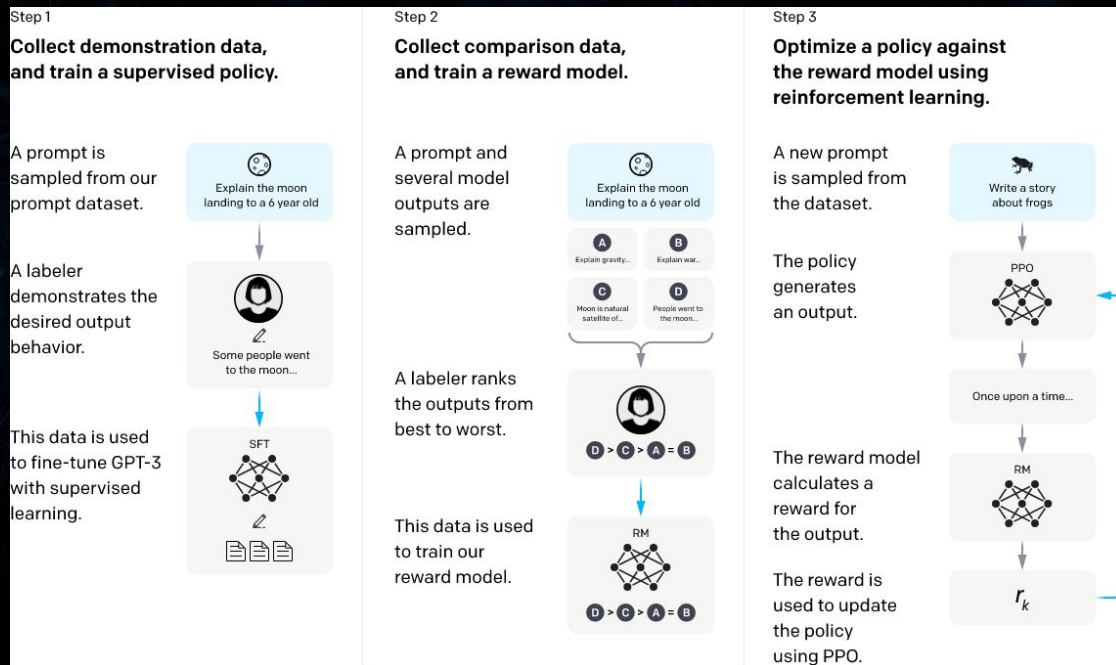 Step 1
Collect demonstration data,
and train a supervised policy.
A prompt is
sampled from our
prompt dataset.
Explain the moon
landing to a 6 year old
A labeler
demonstrates the
desired output
behavior.
Some people went
to the moon...
This data is used
to fine-tune GPT-3
with supervised
learning.
SFT
Step 2
Collect comparison data,
and train a reward model.
A prompt and
several model
outputs are
sampled.
Explain the moon
landing to a 6 year old
A
Explain gravity...
B
Explain war...
C
Moon is natural
satellite of...
D
People went to
the moon...
A labeler ranks
the outputs from
best to worst.
D > C > A = B
This data is used
to train our
reward model.
RM
D > C > A = B
Step 3
Optimize a policy against
the reward model using
reinforcement learning.
A new prompt
is sampled from
the dataset.
Write a story
about frogs
The policy
generates
an output.
PPO
Once upon a time...
The reward model
calculates a
reward for
the output.
RM
The reward is
used to update
the policy
using PPO.
rk